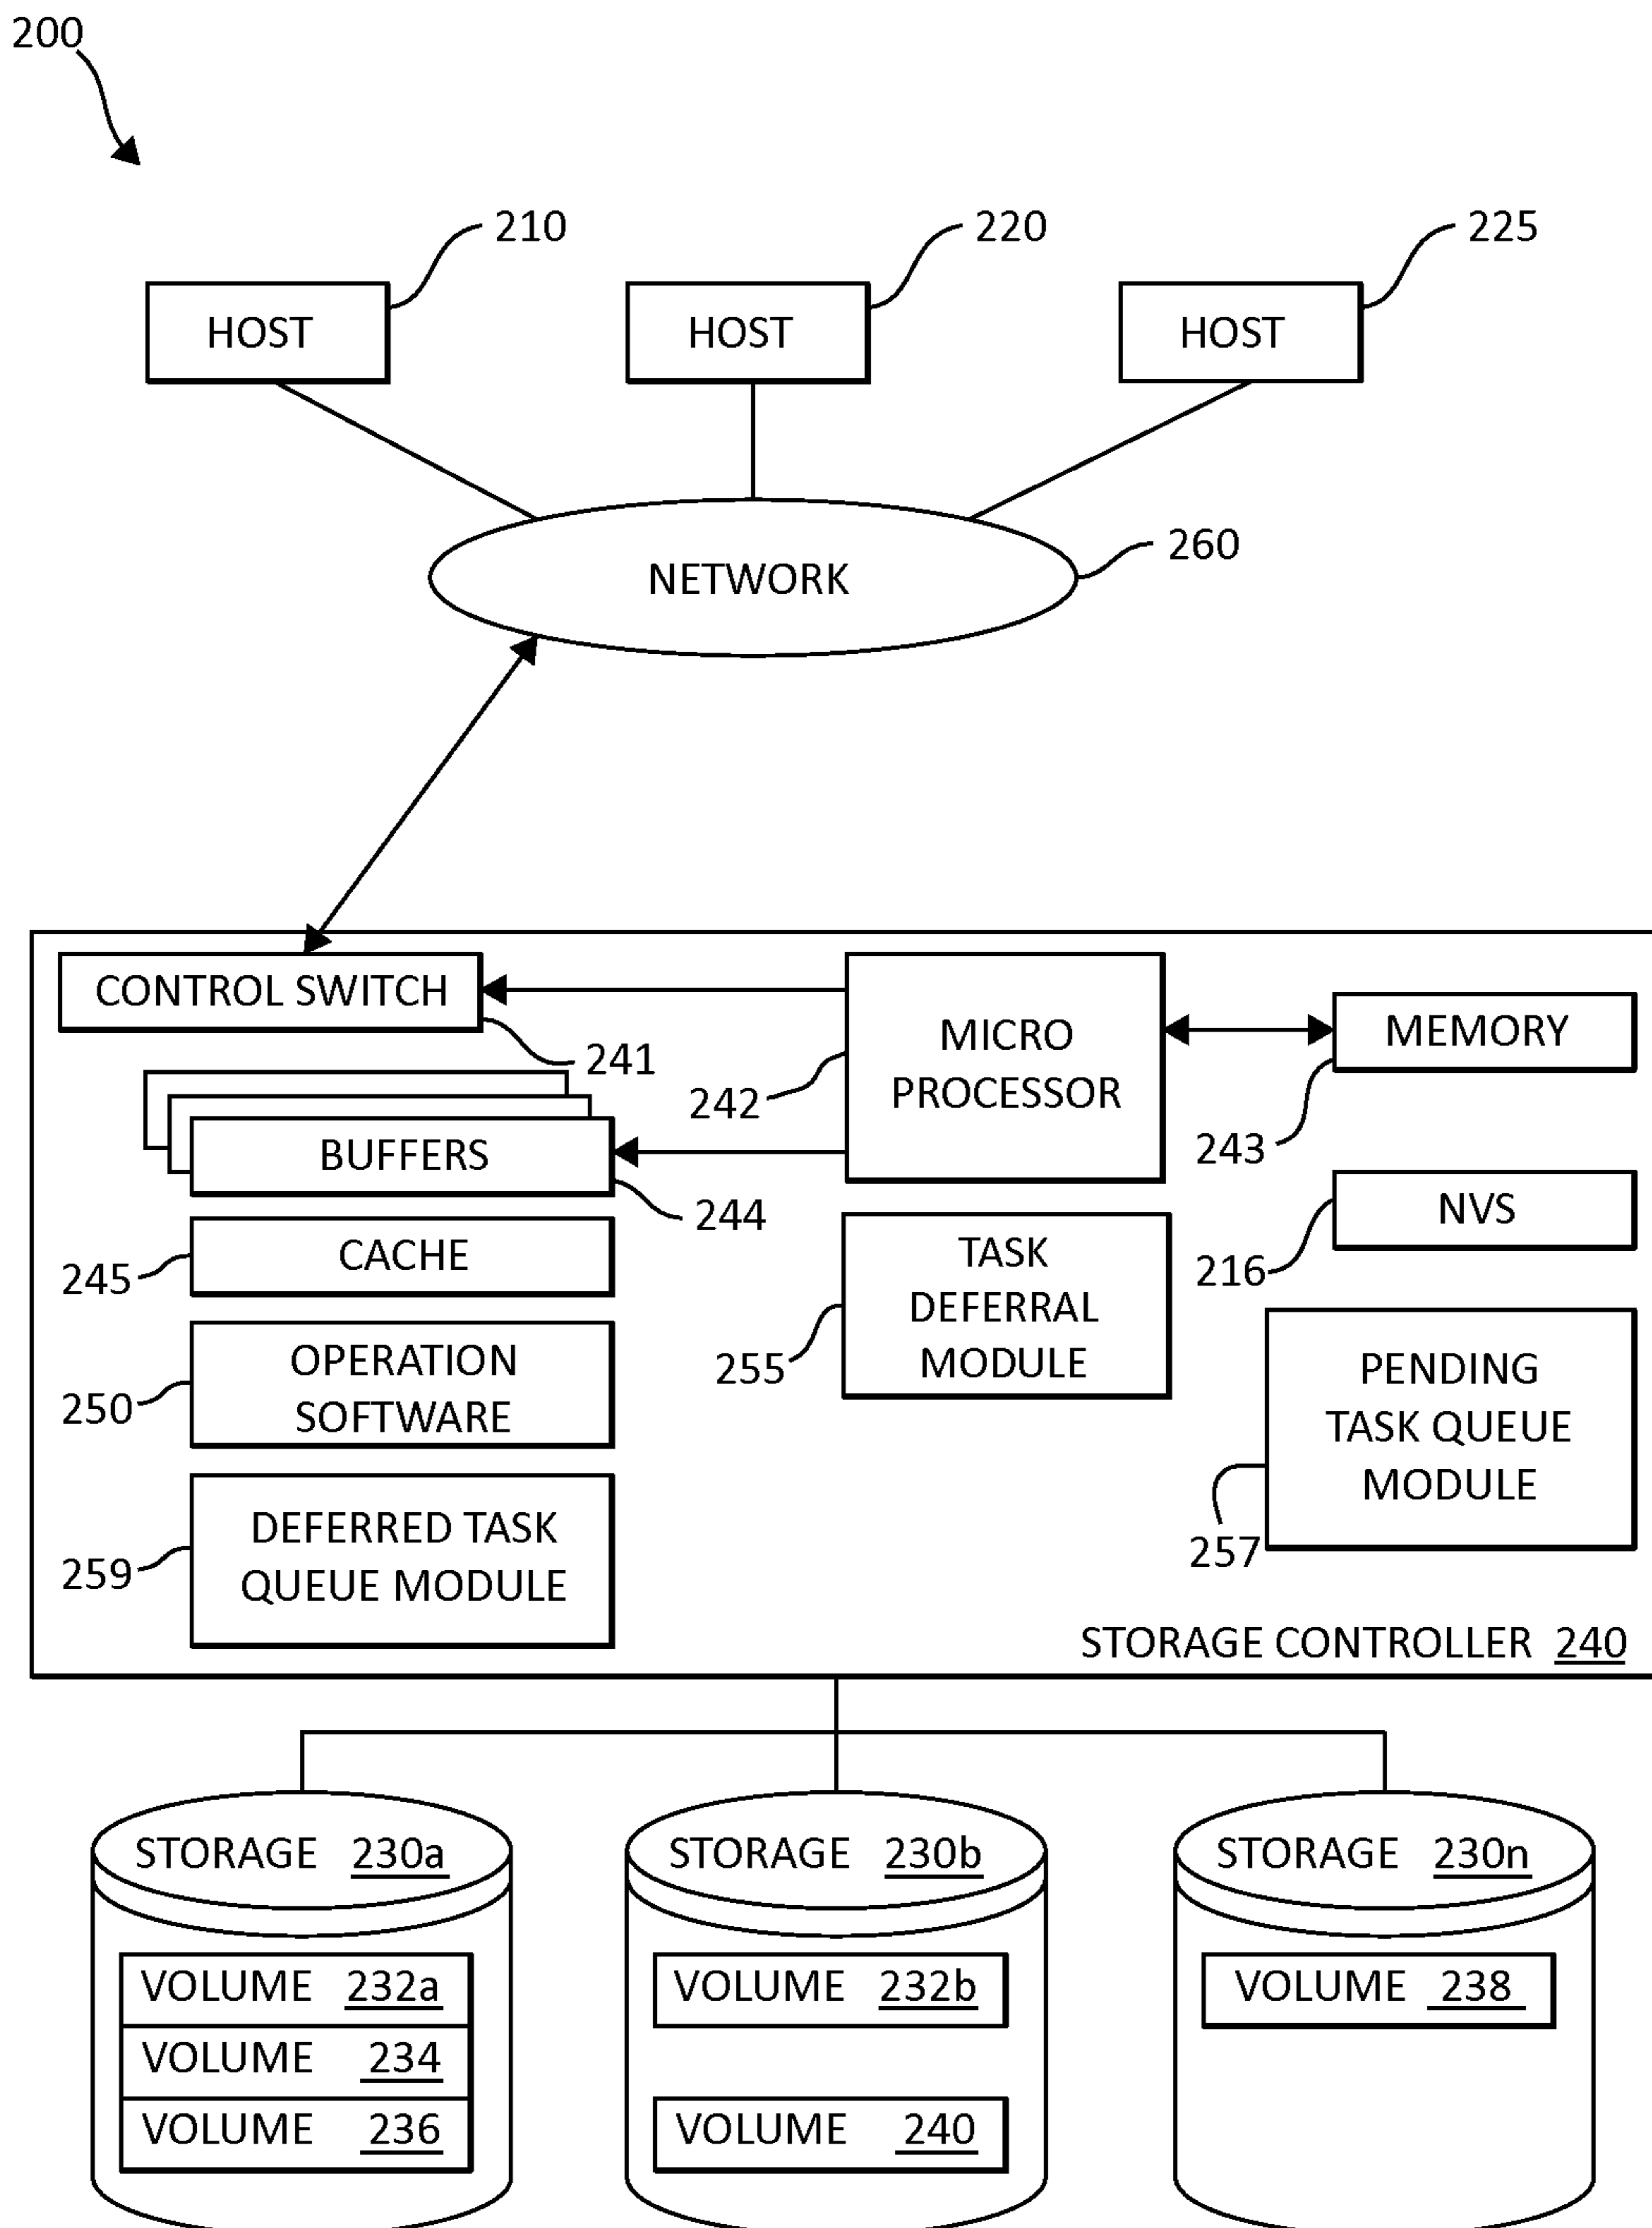 200
210
220
225
HOST
HOST
HOST
260
NETWORK
CONTROL SWITCH
241
MICRO
PROCESSOR
242
MEMORY
243
BUFFERS
244
NVS
216
CACHE
245
TASK
DEFERRAL
MODULE
255
OPERATION
SOFTWARE
250
PENDING
TASK QUEUE
MODULE
257
DEFERRED TASK
QUEUE MODULE
259
STORAGE CONTROLLER 240
STORAGE 230a
STORAGE 230b
STORAGE 230n
VOLUME 232a
VOLUME 234
VOLUME 236
VOLUME 232b
VOLUME 240
VOLUME 238